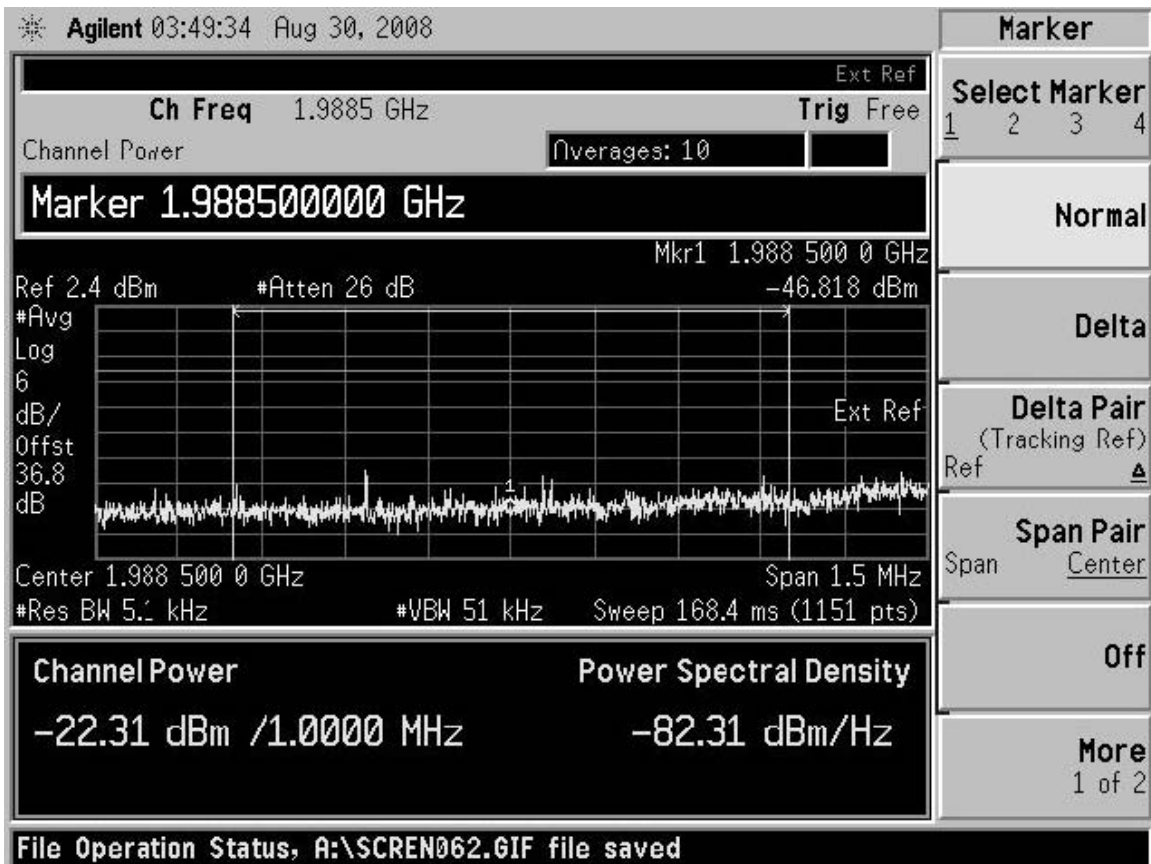 Agilent 03:49:34 Aug 30, 2008
Ext Ref
Ch Freq 1.9885 GHz Trig Free
Channel Power Averages: 10
Marker 1.988500000 GHz
Mkr1 1.988 500 0 GHz
Ref 2.4 dBm #Atten 26 dB -46.818 dBm
#Avg
Log
6
dB/
Offst
36.8
dB
Ext Ref
1
Center 1.988 500 0 GHz Span 1.5 MHz
#Res BW 5.1 kHz #VBW 51 kHz Sweep 168.4 ms (1151 pts)
Channel Power Power Spectral Density
-22.31 dBm /1.0000 MHz -82.31 dBm/Hz
File Operation Status, A:\SCREN062.GIF file saved
Marker
Select Marker
1 2 3 4
Normal
Delta
Delta Pair
(Tracking Ref)
Ref Δ
Span Pair
Span Center
Off
More
1 of 2